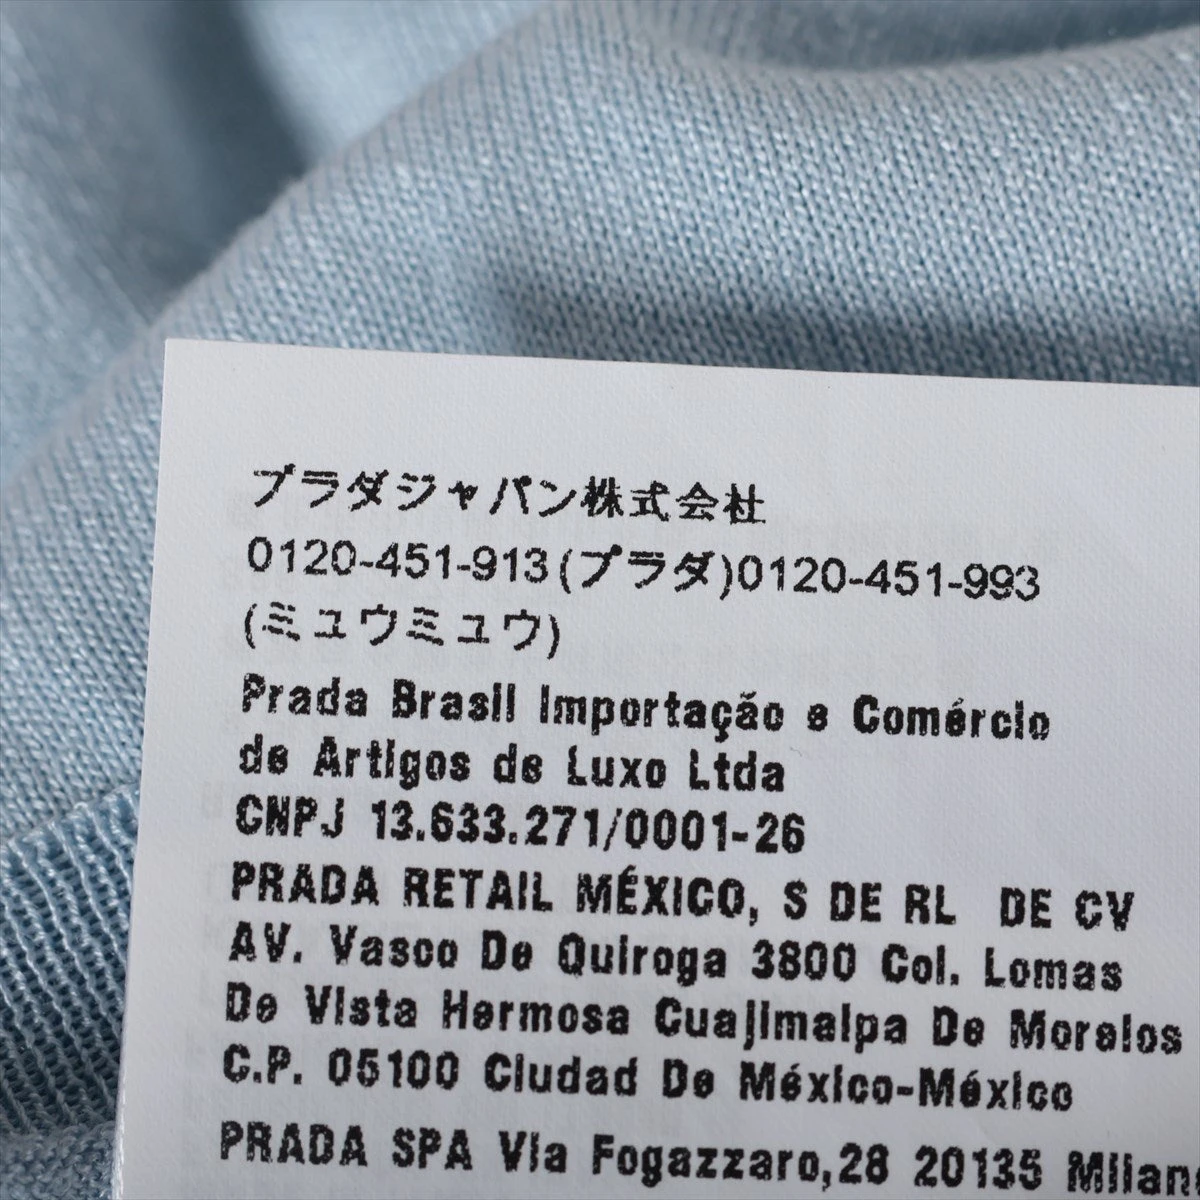 プラダジャパン株式会社
0120-451-913(プラダ)0120-451-993
(ミュウミュウ)
Prada Brasil Importação e Comércio
de Artigos de Luxo Ltda
CNPJ 13.633.271/0001-26
PRADA RETAIL MÉXICO, S DE RL DE CV
AV. Vasco De Quiroga 3800 Col. Lomas
De Vista Hermosa Cuajimalpa De Morelos
C.P. 05100 Ciudad De México-México
PRADA SPA Via Fogazzaro,28 20135 Milan